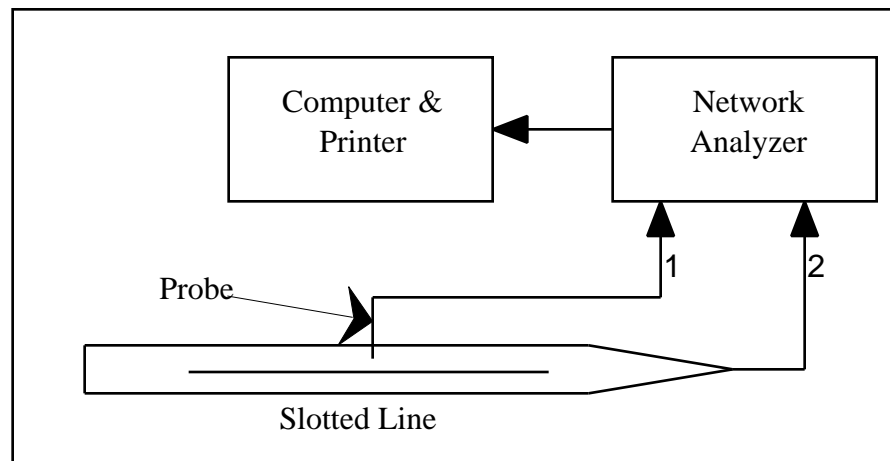 Computer &
Printer
Network
Analyzer
1
2
Probe
Slotted Line